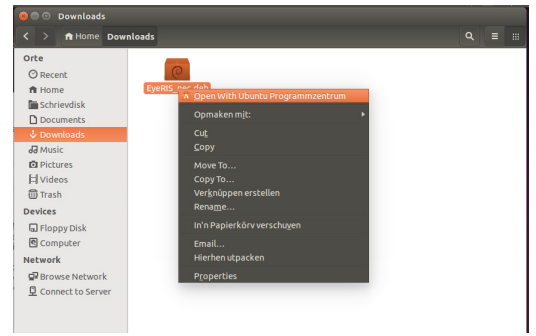 Downloads
Home Downloads
Orte
Recent
Home
Schrievdisk
Documents
Downloads
Music
Pictures
Videos
Trash
Devices
Floppy Disk
Computer
Network
Browse Network
Connect to Server
Open With Ubuntu Programmzentrum
Opmaken mit:
Cut
Copy
Move To...
Copy To...
Verknüppen erstellen
Rename...
In'n Papierkörv verschuyen
Email...
Hierhen utpacken
Properties